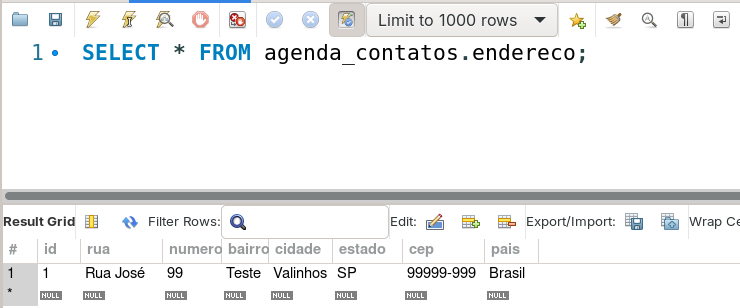 Limit to 1000 rows
1 SELECT * FROM agenda_contatos.endereco;
Result Grid Filter Rows: Edit: Export/Import: Wrap Ce
# id rua numero bairro cidade estado cep pais
1 1 Rua José 99 Teste Valinhos SP 99999-999 Brasil
* NULL NULL NULL NULL NULL NULL NULL NULL